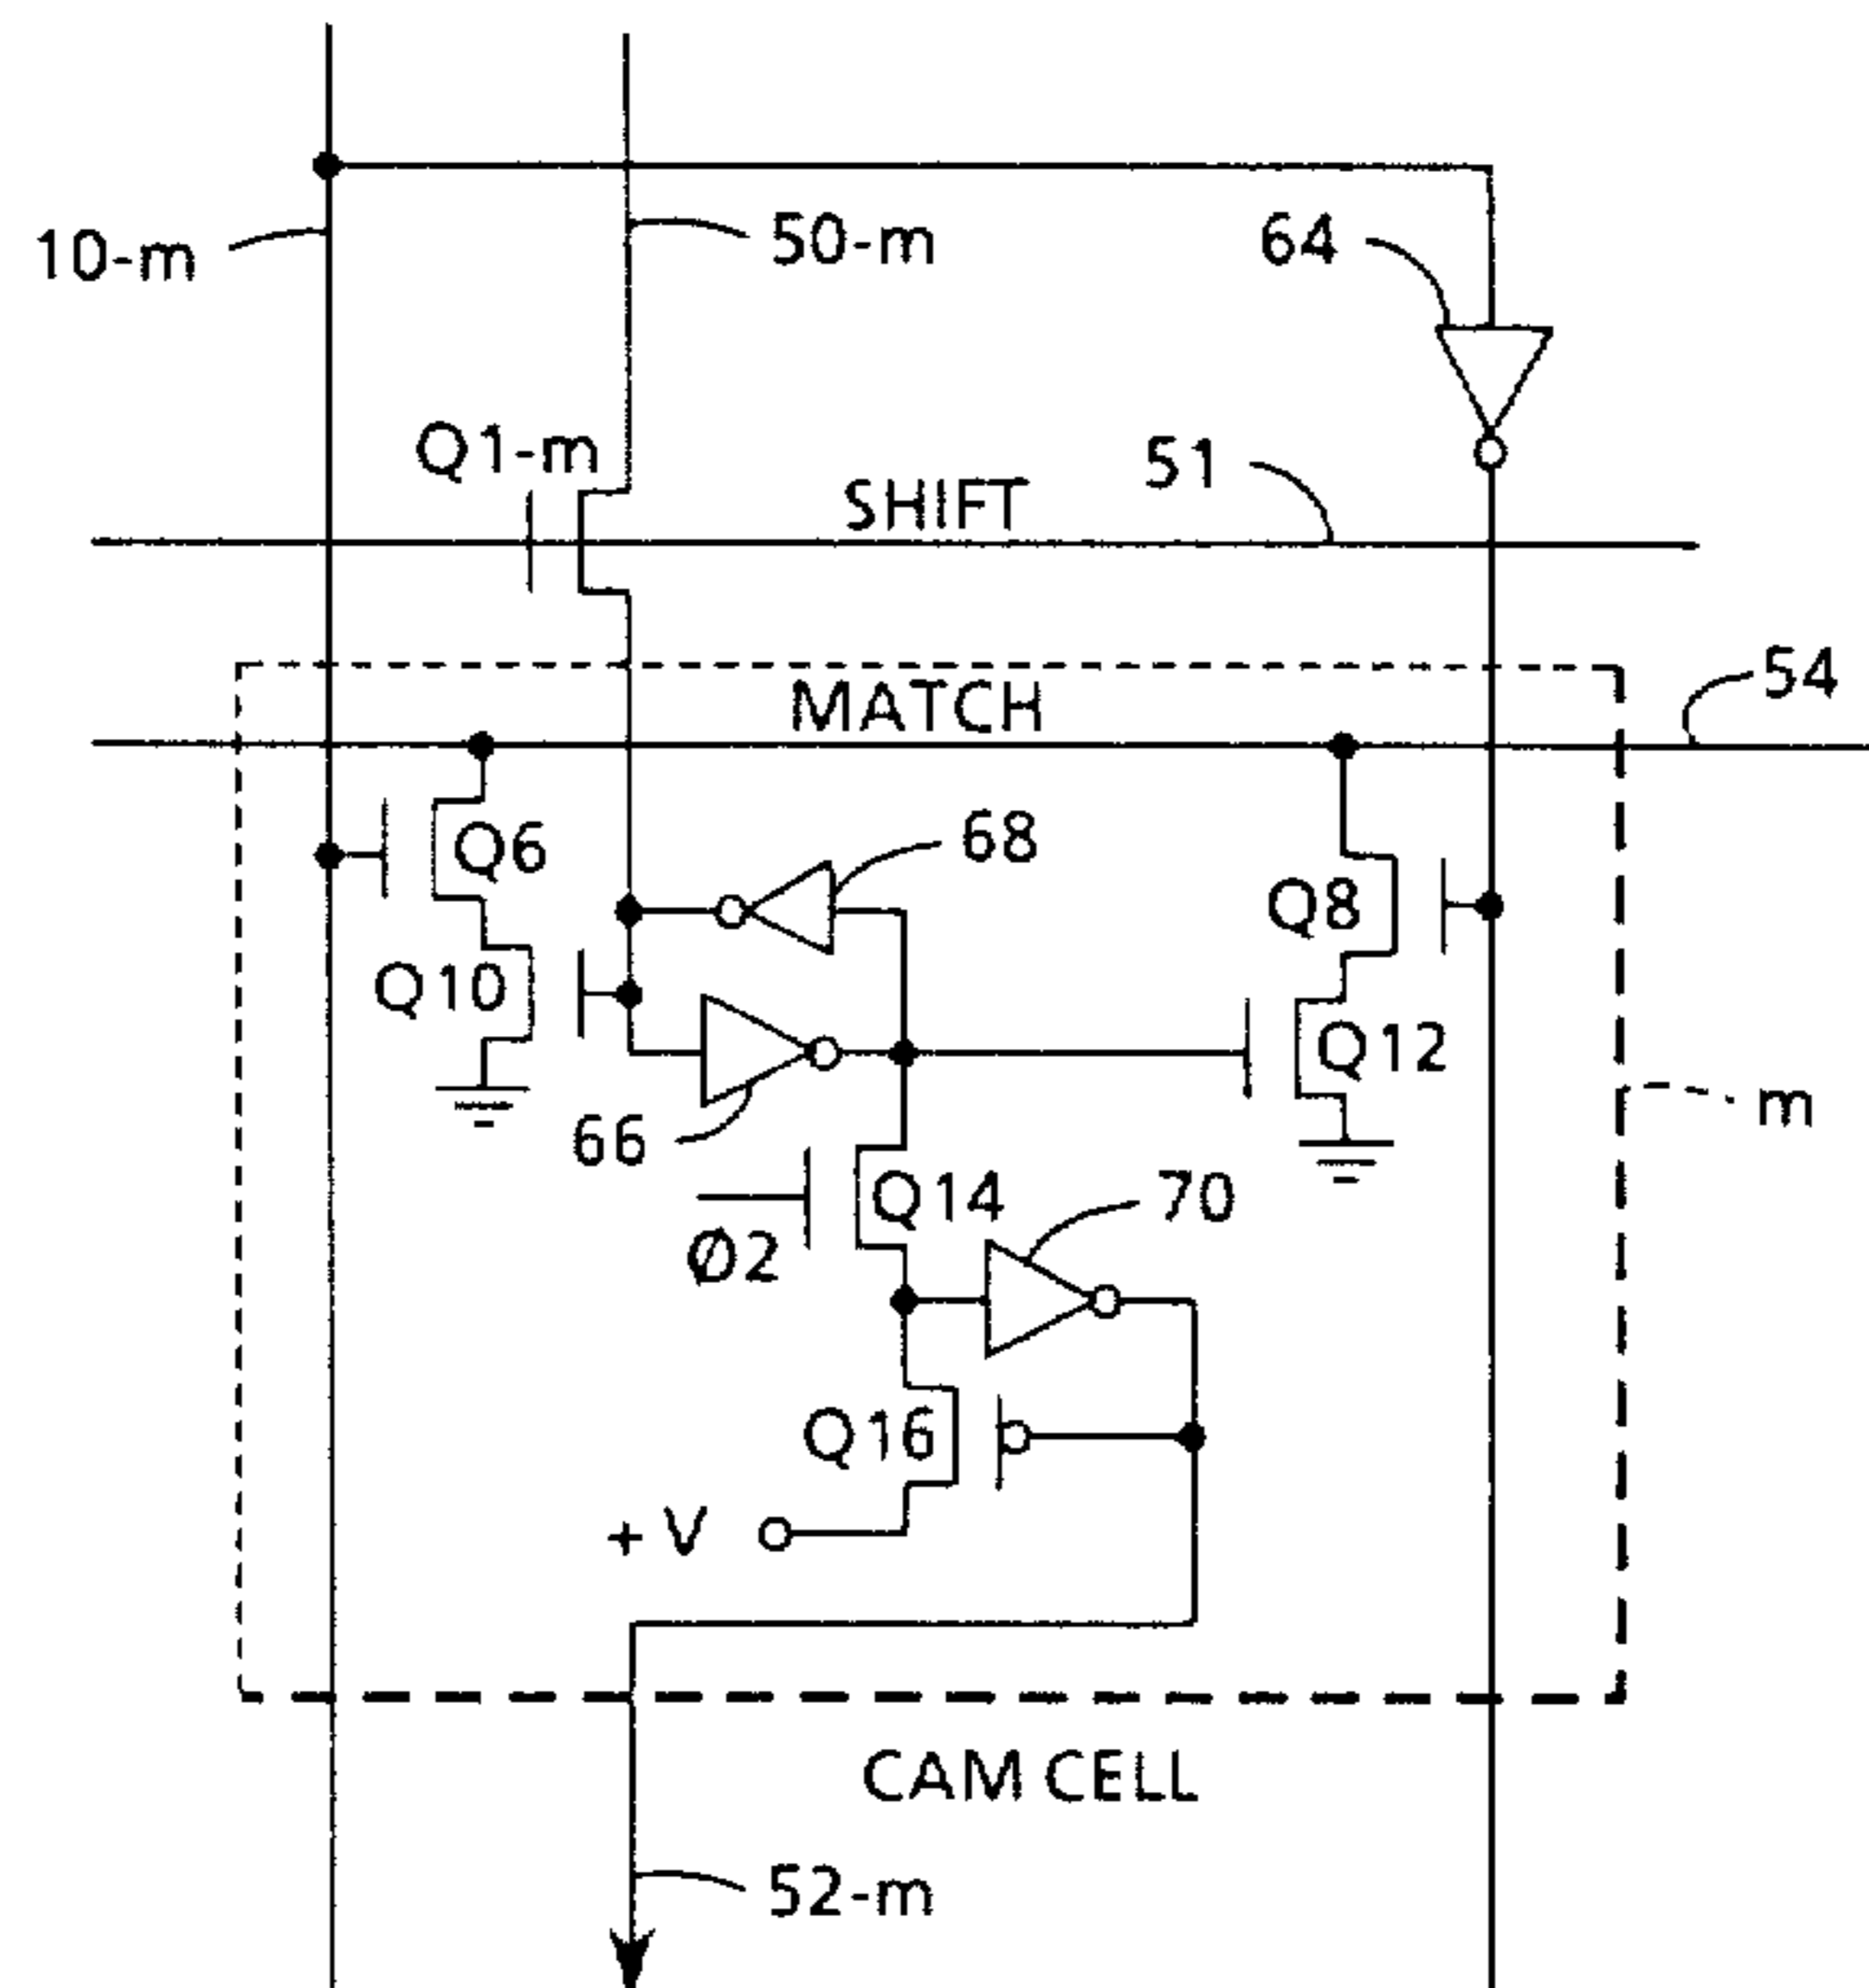 10-m
50-m
64
Q1-m
SHIFT
51
MATCH
54
Q6
68
Q8
Q10
Q12
66
m
Q14
70
Ø2
Q16
+ V
CAM CELL
52-m